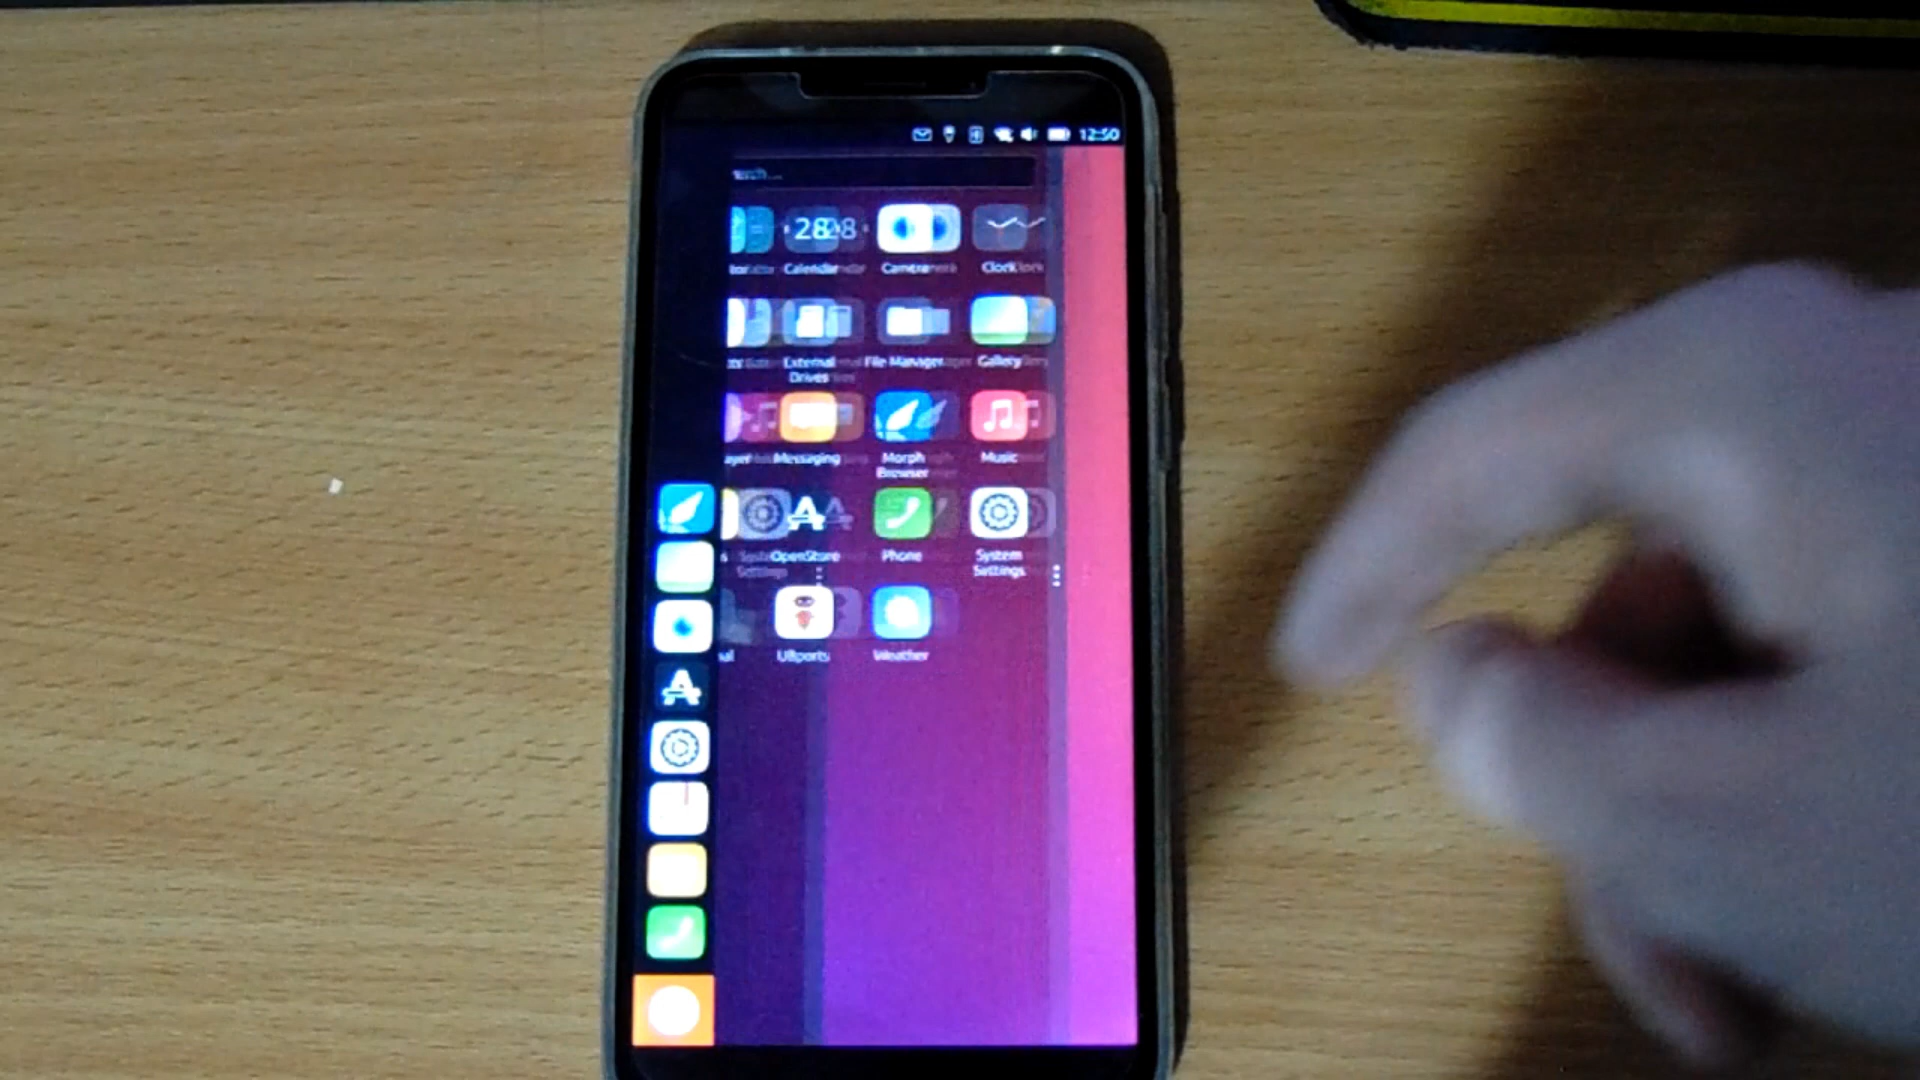 12:50
28
Calendar Camera Clock
External
Drives
File Manager Gallery
Messaging Morph
Browser
Music
OpenStore Phone System
Settings
UBports Weather